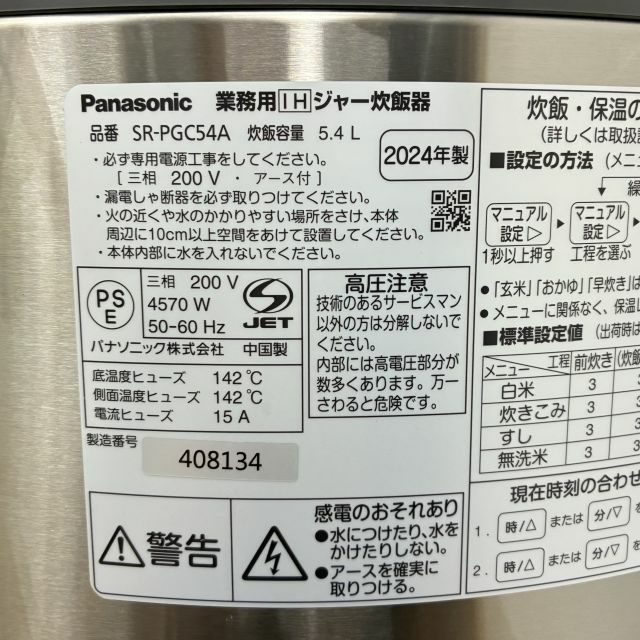 Panasonic 業務用IHジャー炊飯器
品番 SR-PGC54A 炊飯容量 5.4 L
・必ず専用電源工事をしてください。
[ 三相 200 V ・ アース付 ]
・漏電しゃ断器を必ず取りつけてください。
・火の近くや水のかかりやすい場所をさけ、本体
周辺に10cm以上空間をあけて設置してください。
・本体内部に水を入れないでください。
2024年製
PS
E
三相 200 V
4570 W
50-60 Hz
S
JET
パナソニック株式会社 中国製
底温度ヒューズ 142 ℃
側面温度ヒューズ 142 ℃
電流ヒューズ 15 A
製造番号
408134
高圧注意
技術のあるサービスマン
以外の方は分解しないで
ください。
内部には高電圧部分が
数多くあります。万一
さわると危険です。
警告
感電のおそれあり
●水につけたり、水を
かけたりしない。
●アースを確実に
取りつける。
炊飯・保温の
(詳しくは取扱説
■設定の方法 (メニュ
繰
マニュアル
設定▷
1秒以上押す
マニュアル
設定▷
工程を選ぶ
●「玄米」「おかゆ」「早炊き」は
●メニューに関係なく、保温し
■標準設定値 (出荷時は
メニュー 工程 前炊き (炊飯
白米 3
炊きこみ 3
すし 3
無洗米 3
現在時刻の合わせ
1. 時/△ または 分/▽
2. 時/△ または 分/▽